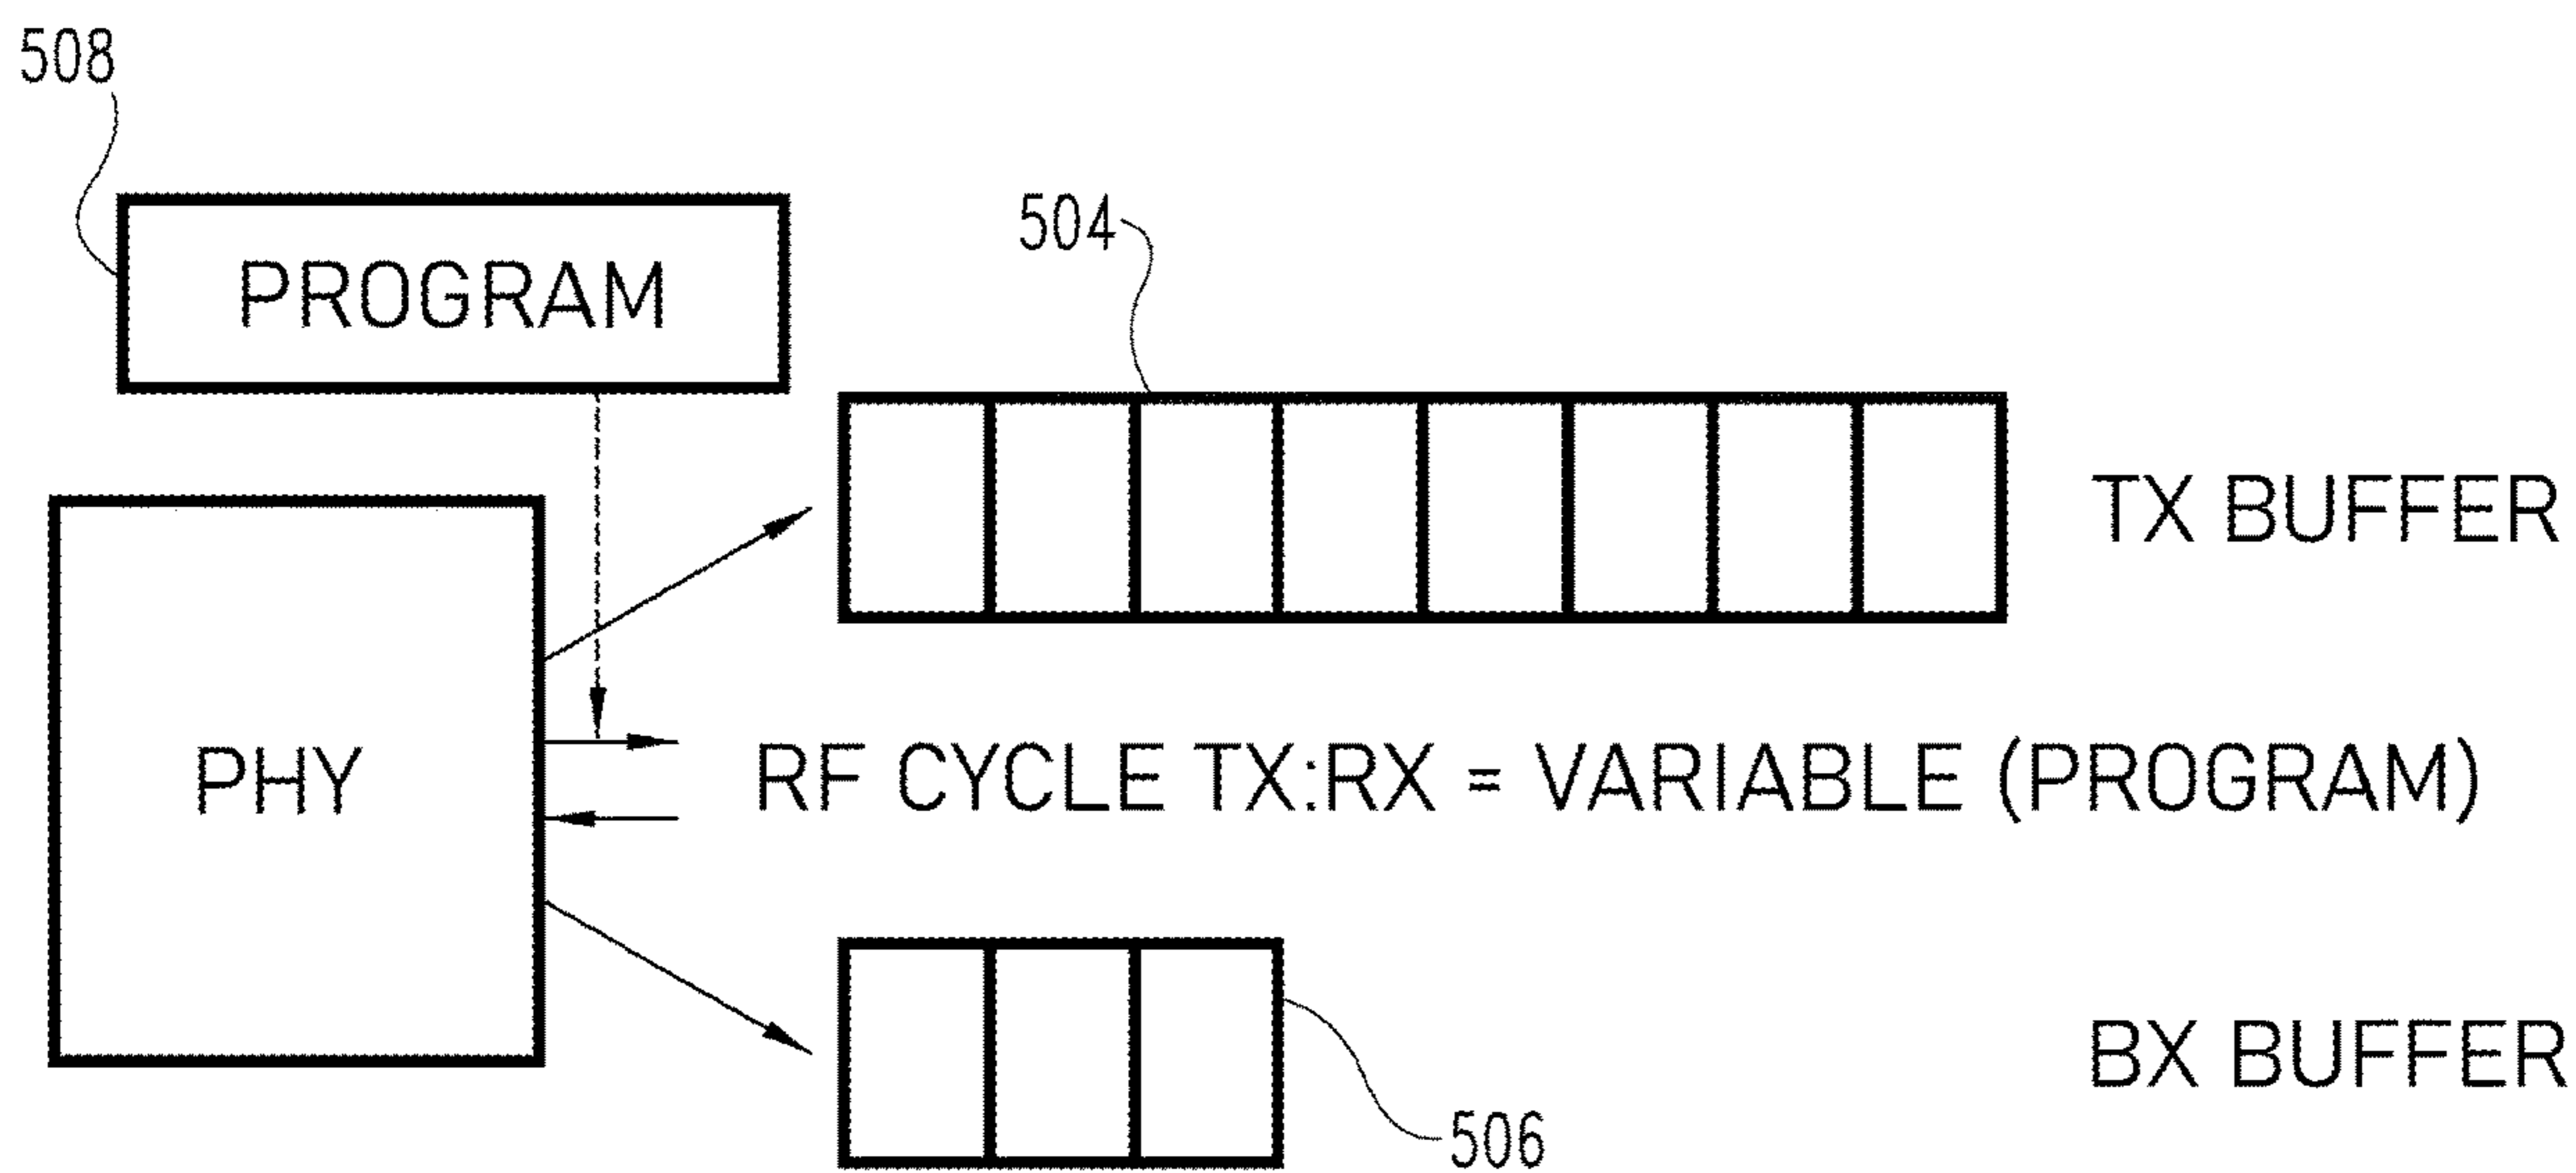 508
PROGRAM
504
TX BUFFER
PHY
RF CYCLE TX:RX = VARIABLE (PROGRAM)
BX BUFFER
506